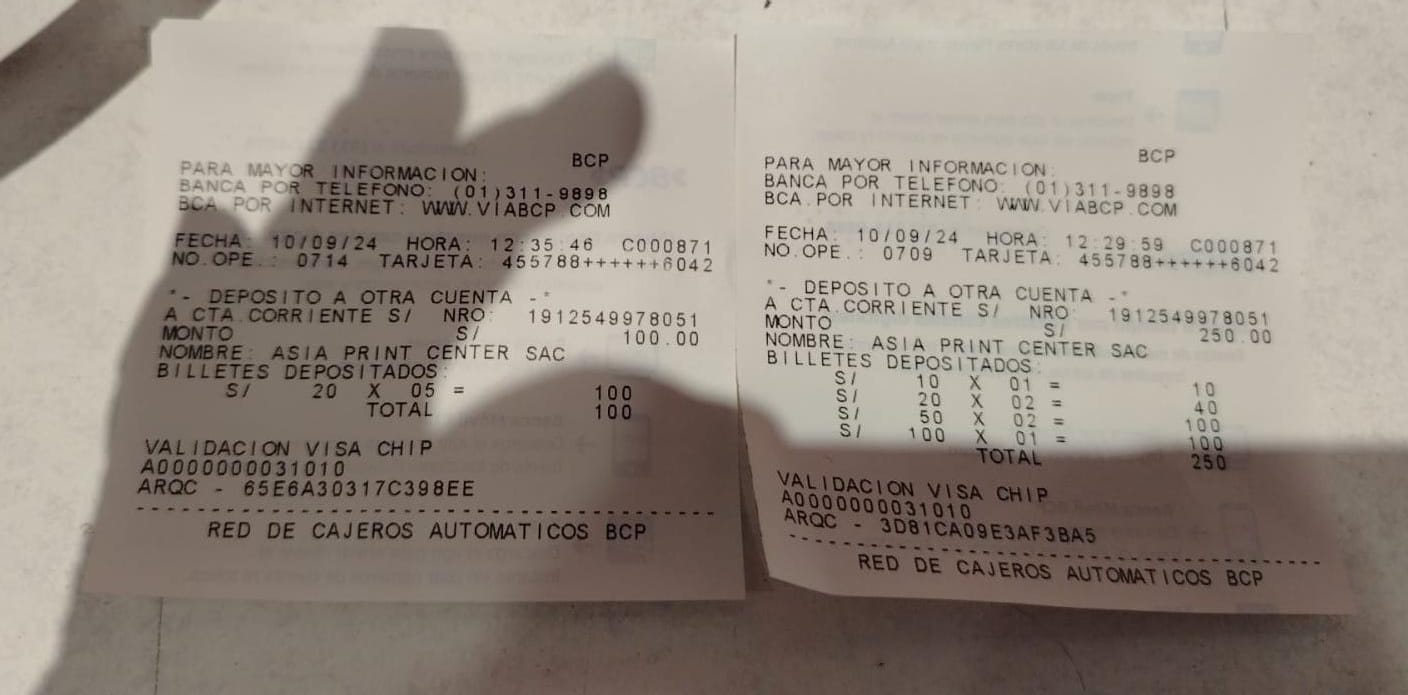 BCP
PARA MAYOR INFORMACION:
BANCA POR TELEFONO: (01)311-9898
BCA.POR INTERNET: WWW.VIABCP.COM
FECHA: 10/09/24 HORA: 12:35:46 C000871
NO.OPE.: 0714 TARJETA: 455788++++++6042
*- DEPOSITO A OTRA CUENTA -*
A CTA.CORRIENTE S/ NRO: 1912549978051
MONTO S/ 100.00
NOMBRE: ASIA PRINT CENTER SAC
BILLETES DEPOSITADOS:
S/ 20 X 05 = 100
TOTAL 100
VALIDACION VISA CHIP
A0000000031010
ARQC - 65E6A30317C398EE
RED DE CAJEROS AUTOMATICOS BCP
BCP
PARA MAYOR INFORMACION:
BANCA POR TELEFONO: (01)311-9898
BCA.POR INTERNET: WWW.VIABCP.COM
FECHA: 10/09/24 HORA: 12:29:59 C000871
NO.OPE.: 0709 TARJETA: 455788++++++6042
*- DEPOSITO A OTRA CUENTA -*
A CTA.CORRIENTE S/ NRO: 1912549978051
MONTO S/ 250.00
NOMBRE: ASIA PRINT CENTER SAC
BILLETES DEPOSITADOS:
S/ 10 X 01 = 10
S/ 20 X 02 = 40
S/ 50 X 02 = 100
S/ 100 X 01 = 100
TOTAL 250
VALIDACION VISA CHIP
A0000000031010
ARQC - 3D81CA09E3AF3BA5
RED DE CAJEROS AUTOMATICOS BCP